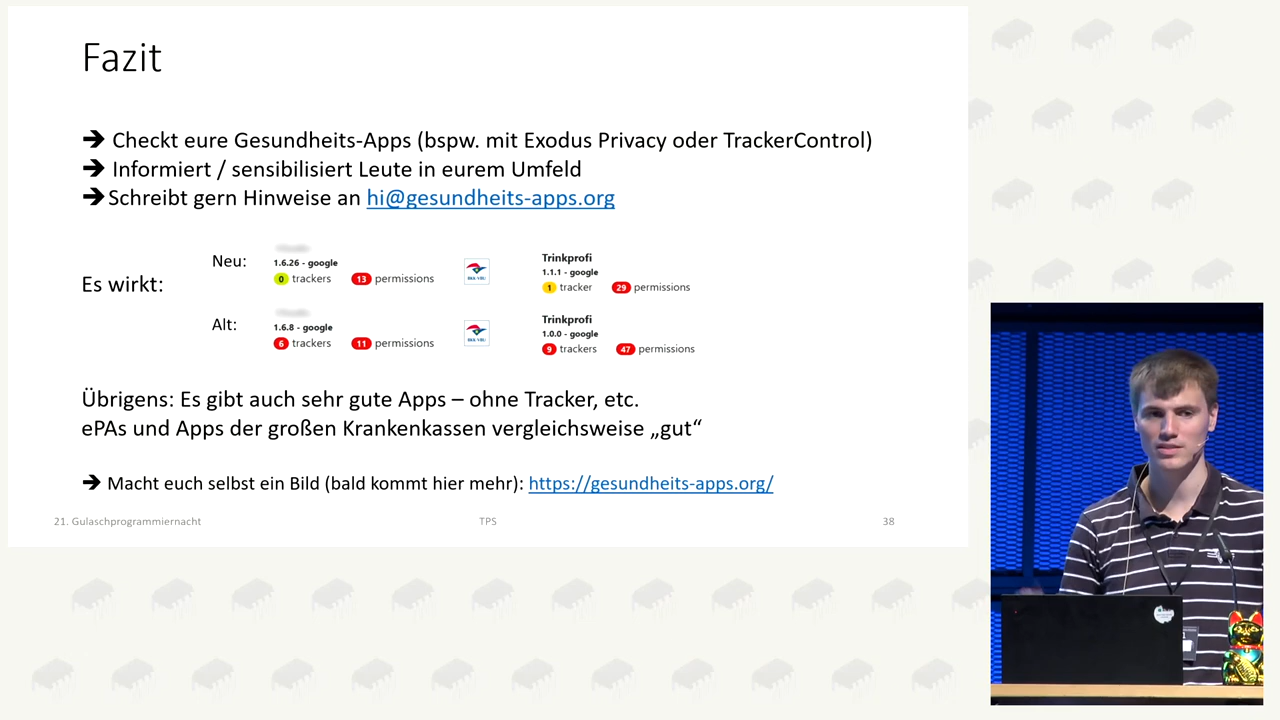 Fazit
➔ Checkt eure Gesundheits-Apps (bspw. mit Exodus Privacy oder TrackerControl)
➔ Informiert / sensibilisiert Leute in eurem Umfeld
➔ Schreibt gern Hinweise an hi@gesundheits-apps.org
Es wirkt:
Neu:
1.6.26 - google
0 trackers 13 permissions
Trinkprofi
1.1.1 - google
1 tracker 29 permissions
Alt:
1.6.8 - google
6 trackers 11 permissions
Trinkprofi
1.0.0 - google
9 trackers 47 permissions
Übrigens: Es gibt auch sehr gute Apps – ohne Tracker, etc.
ePAs und Apps der großen Krankenkassen vergleichsweise „gut“
➔ Macht euch selbst ein Bild (bald kommt hier mehr): https://gesundheits-apps.org/
21. Gulaschprogrammiernacht TPS 38